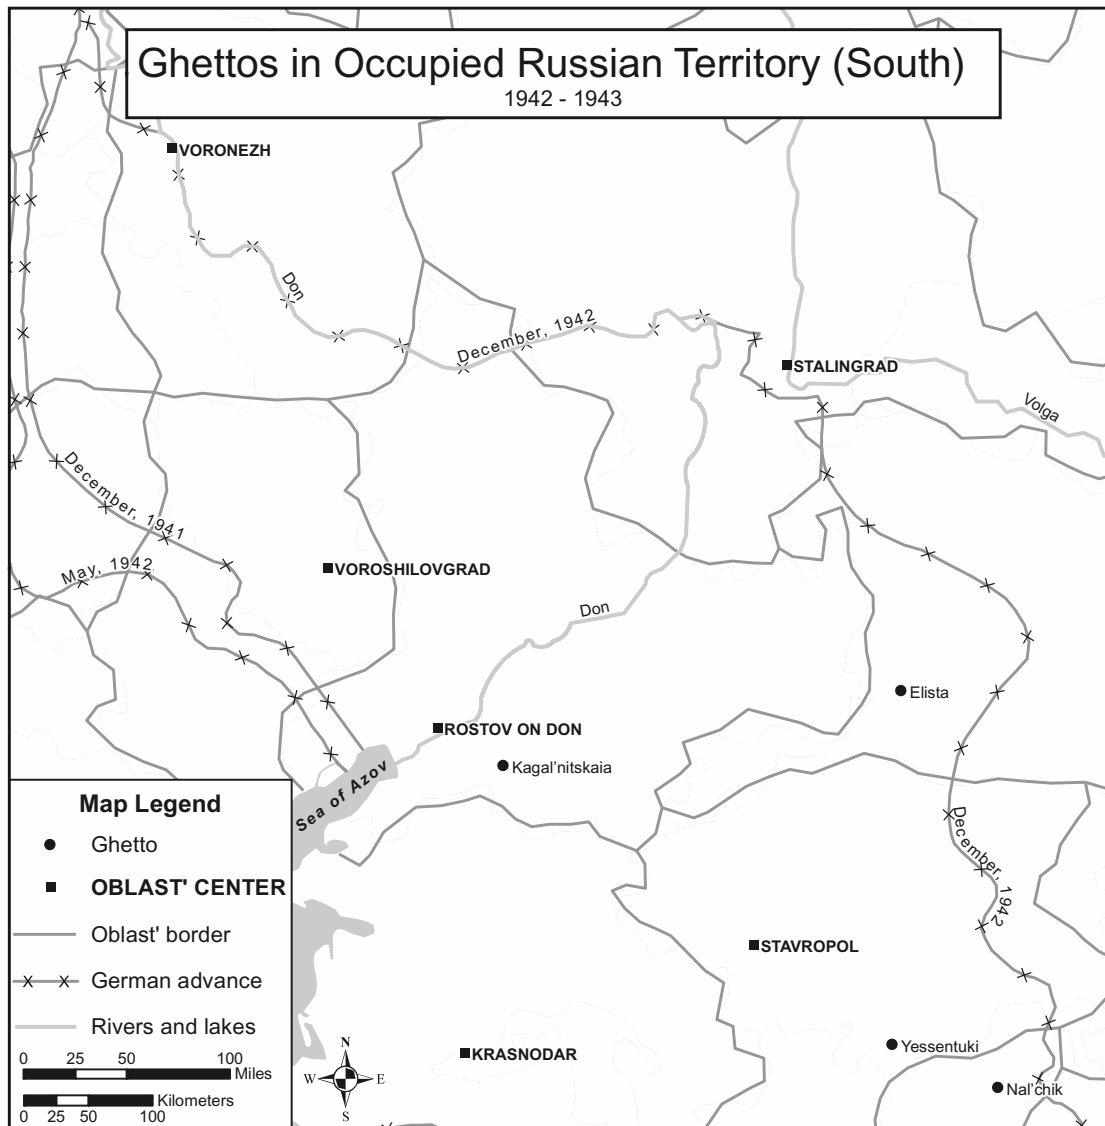 Ghettos in Occupied Russian Territory (South)
1942 - 1943
VORONEZH
Don
December, 1942
STALINGRAD
Volga
December, 1941
May, 1942
VOROSHILOVGRAD
Don
Elista
ROSTOV ON DON
Kagal'nitskaia
Sea of Azov
December, 1942
STAVROPOL
Yessentuki
KRASNODAR
Nal'chik
Map Legend
Ghetto
OBLAST' CENTER
Oblast' border
German advance
Rivers and lakes
0 25 50 100
Miles
Kilometers
0 25 50 100
N
W E
S